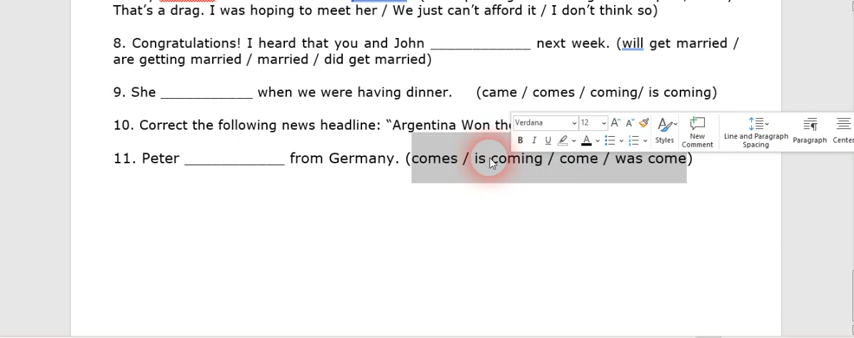 That's a drag. I was hoping to meet her / We just can't afford it / I don't think so)
8. Congratulations! I heard that you and John ____________ next week. (will get married /
are getting married / married / did get married)
9. She ___________ when we were having dinner. (came / comes / coming/ is coming)
10. Correct the following news headline: "Argentina Won the
11. Peter ____________ from Germany. (comes / is coming / come / was come)
Verdana 12
B I U A Styles New Comment Line and Paragraph Spacing Paragraph Center